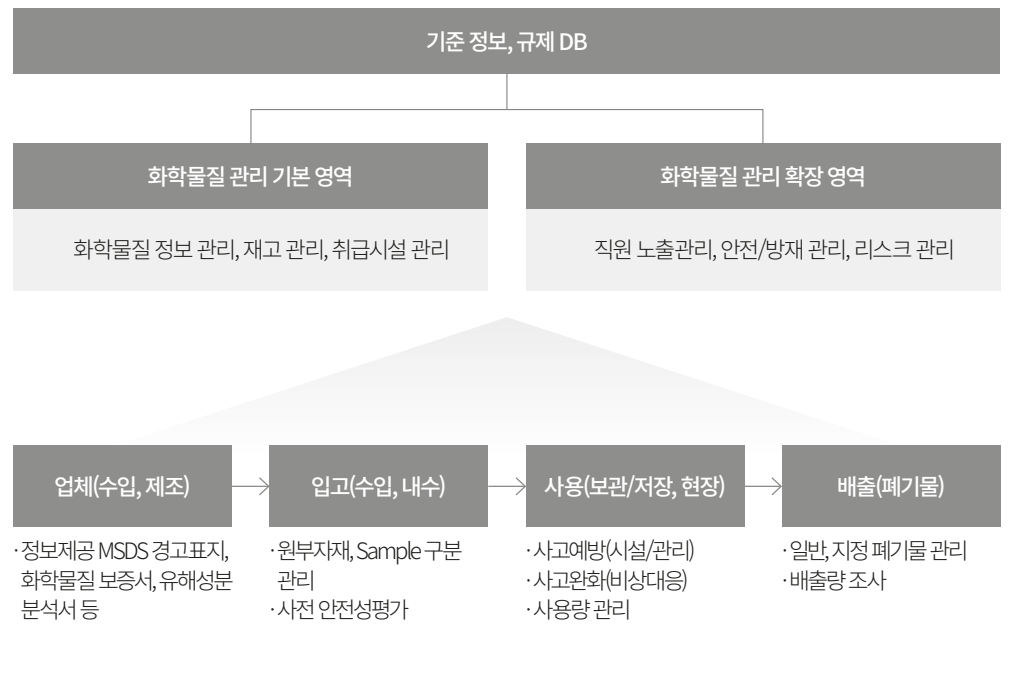 기준 정보, 규제 DB
화학물질 관리 기본 영역
화학물질 관리 확장 영역
화학물질 정보 관리, 재고 관리, 취급시설 관리
직원 노출관리, 안전/방재 관리, 리스크 관리
업체(수입, 제조)
입고(수입, 내수)
사용(보관/저장, 현장)
배출(폐기물)
·정보제공 MSDS 경고표지,
화학물질 보증서, 유해성분
분석서 등
·원부자재, Sample 구분
관리
·사전 안전성평가
·사고예방(시설/관리)
·사고완화(비상대응)
·사용량 관리
·일반, 지정 폐기물 관리
·배출량 조사